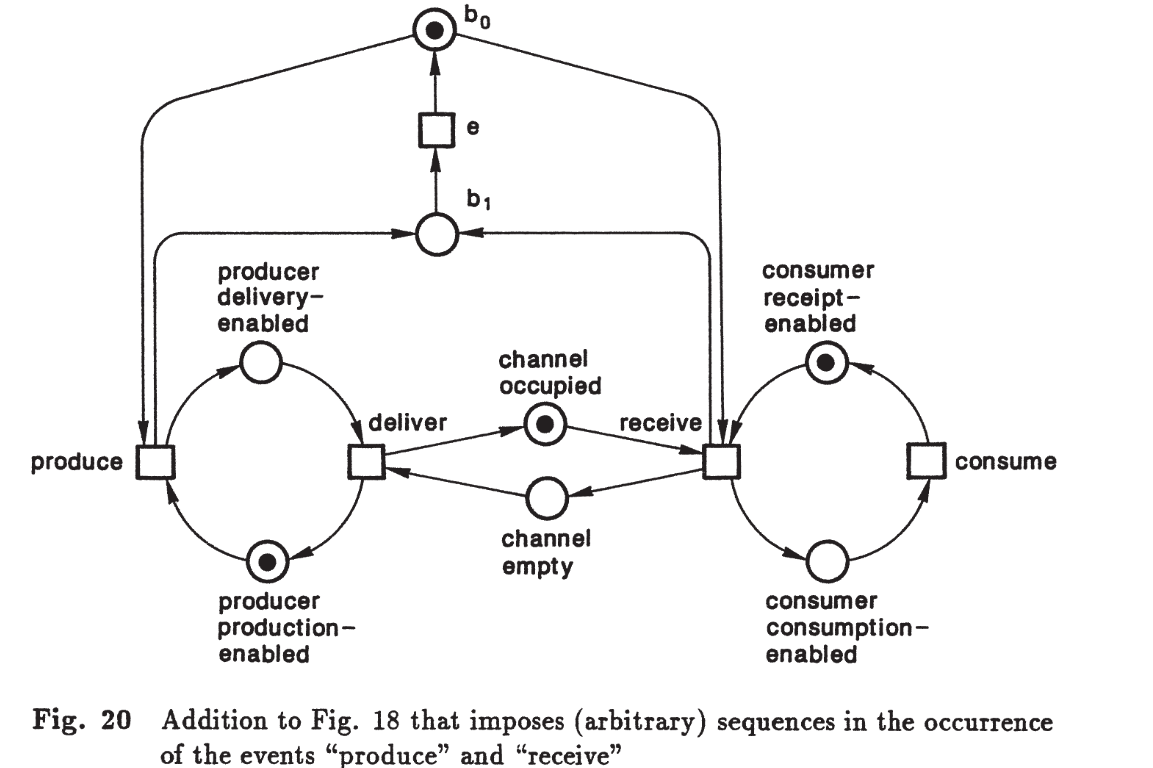 b0
e
b1
producer
delivery–
enabled
consumer
receipt–
enabled
channel
occupied
deliver
receive
produce
consume
channel
empty
producer
production–
enabled
consumer
consumption–
enabled
Fig. 20 Addition to Fig. 18 that imposes (arbitrary) sequences in the occurrence
of the events “produce” and “receive”